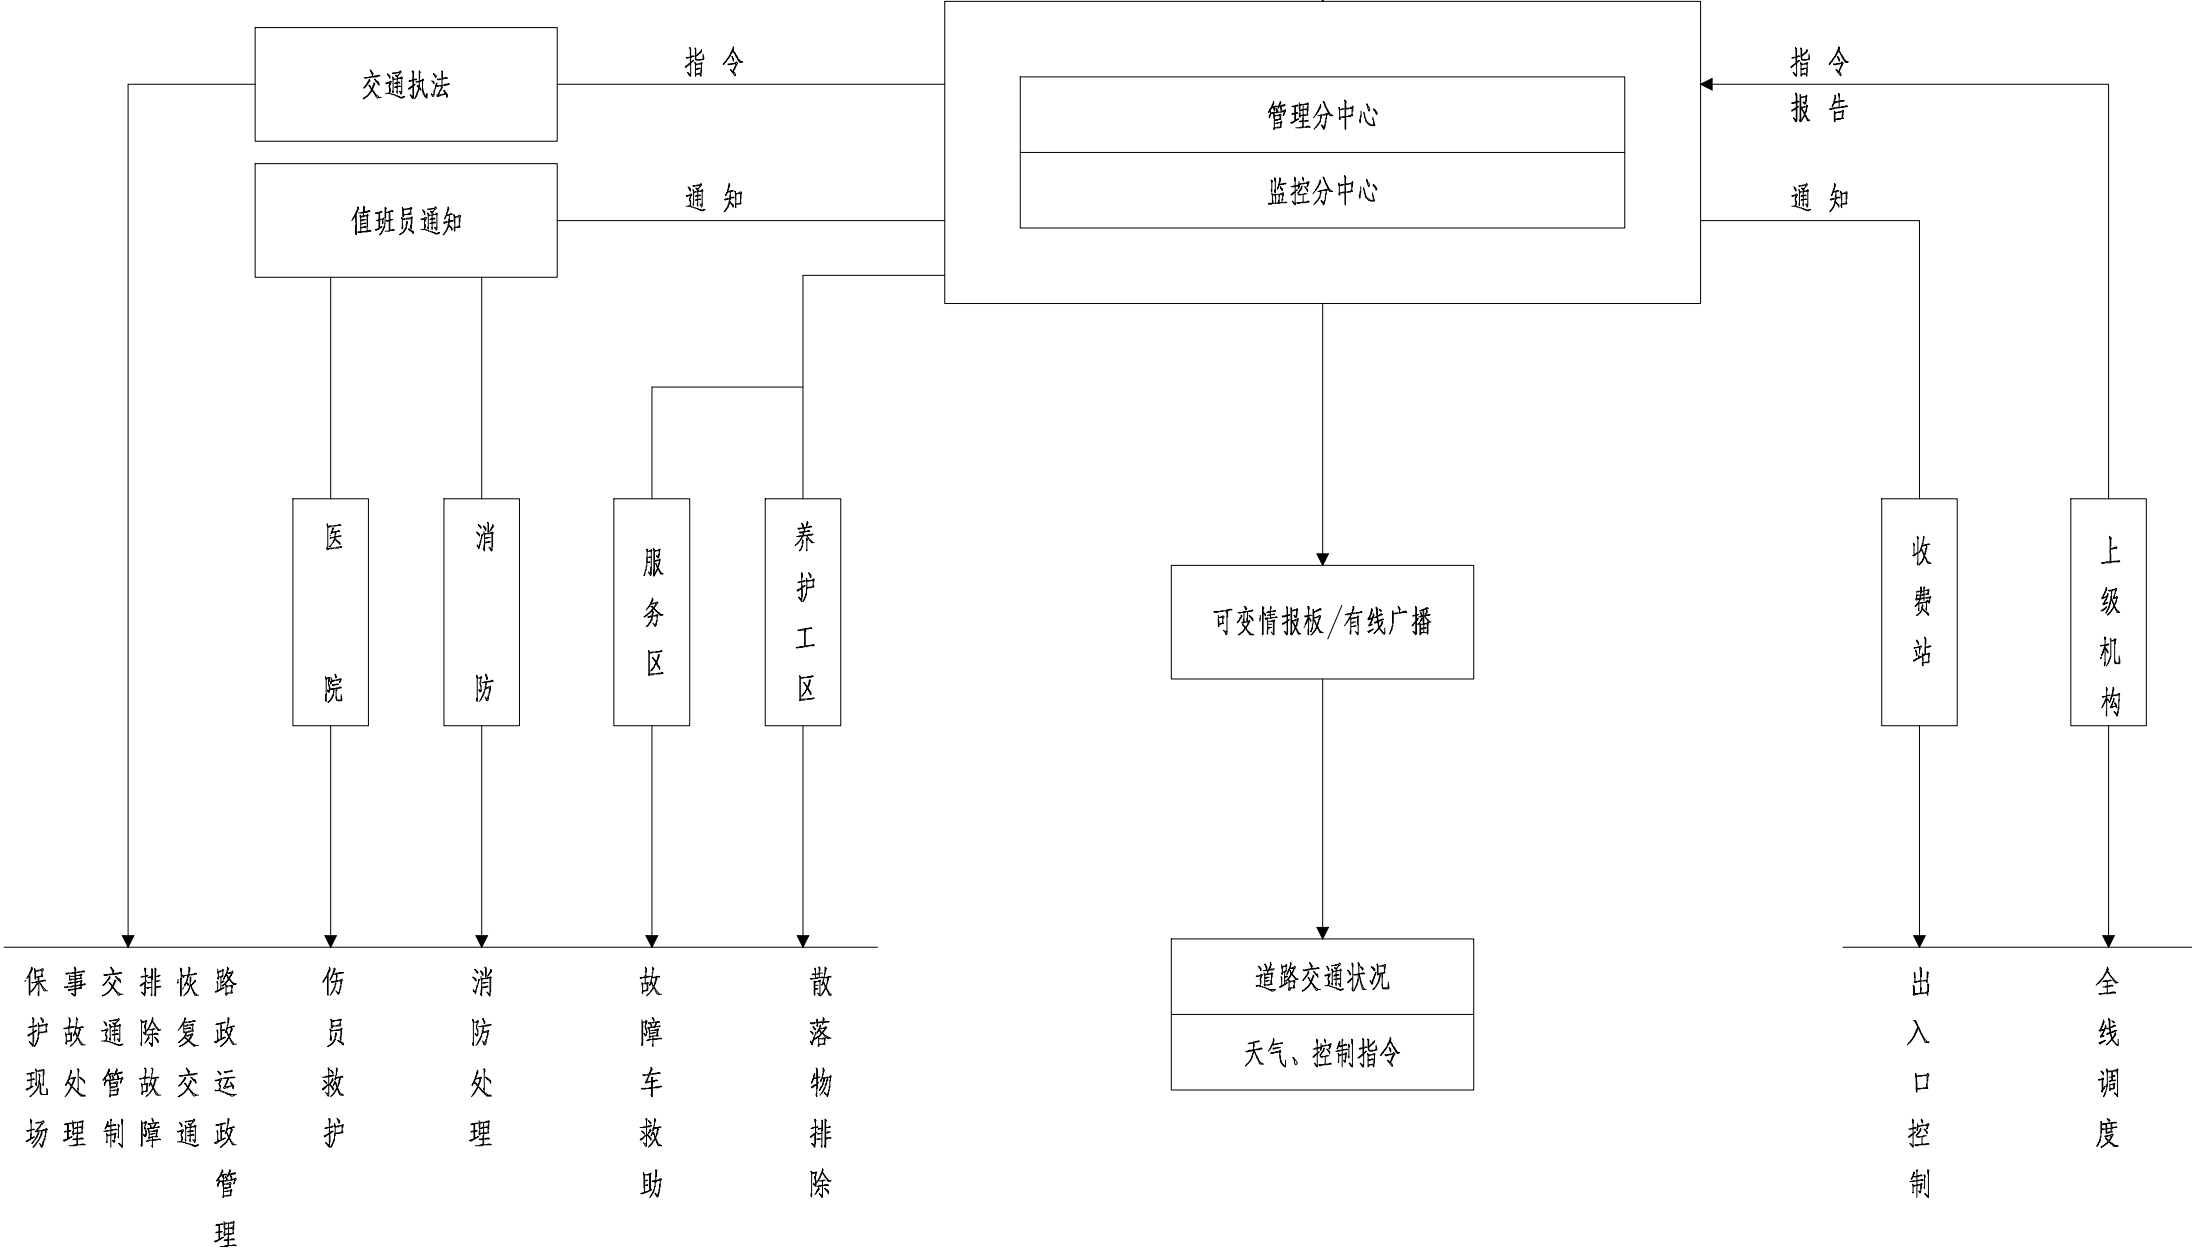 指令
指令
交通执法
报告
管理分中心
监控分中心
通知
通知
值班员通知
医院
消防
服务区
养护工区
可变情报板/有线广播
收费站
上级机构
道路交通状况
天气、控制指令
保护现场
事故处理
交通管制
排除故障
恢复交通
路政运政管理
伤员救护
消防处理
故障车救助
散落物排除
出入口控制
全线调度